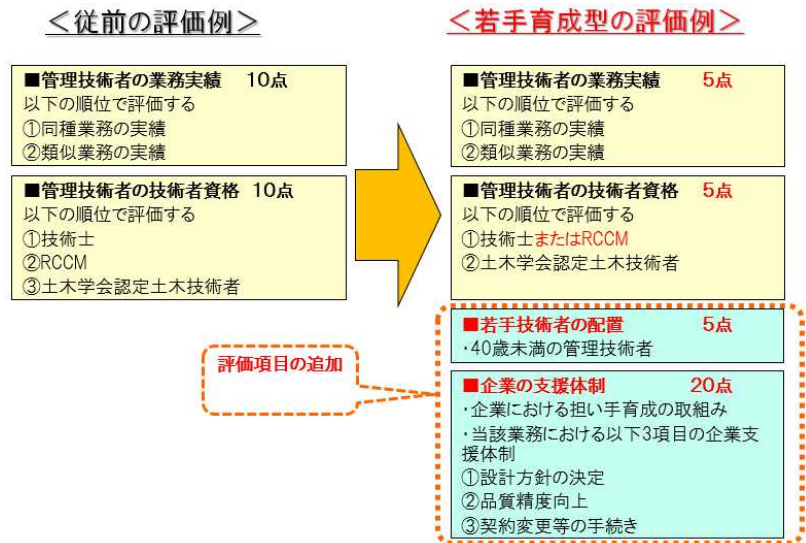 ＜従前の評価例＞
■管理技術者の業務実績　10点
以下の順位で評価する
①同種業務の実績
②類似業務の実績
■管理技術者の技術者資格　10点
以下の順位で評価する
①技術士
②RCCM
③土木学会認定土木技術者
＜若手育成型の評価例＞
■管理技術者の業務実績　5点
以下の順位で評価する
①同種業務の実績
②類似業務の実績
■管理技術者の技術者資格　5点
以下の順位で評価する
①技術士またはRCCM
②土木学会認定土木技術者
評価項目の追加
■若手技術者の配置　5点
・40歳未満の管理技術者
■企業の支援体制　20点
・企業における担い手育成の取組み
・当該業務における以下3項目の企業支
援体制
①設計方針の決定
②品質精度向上
③契約変更等の手続き